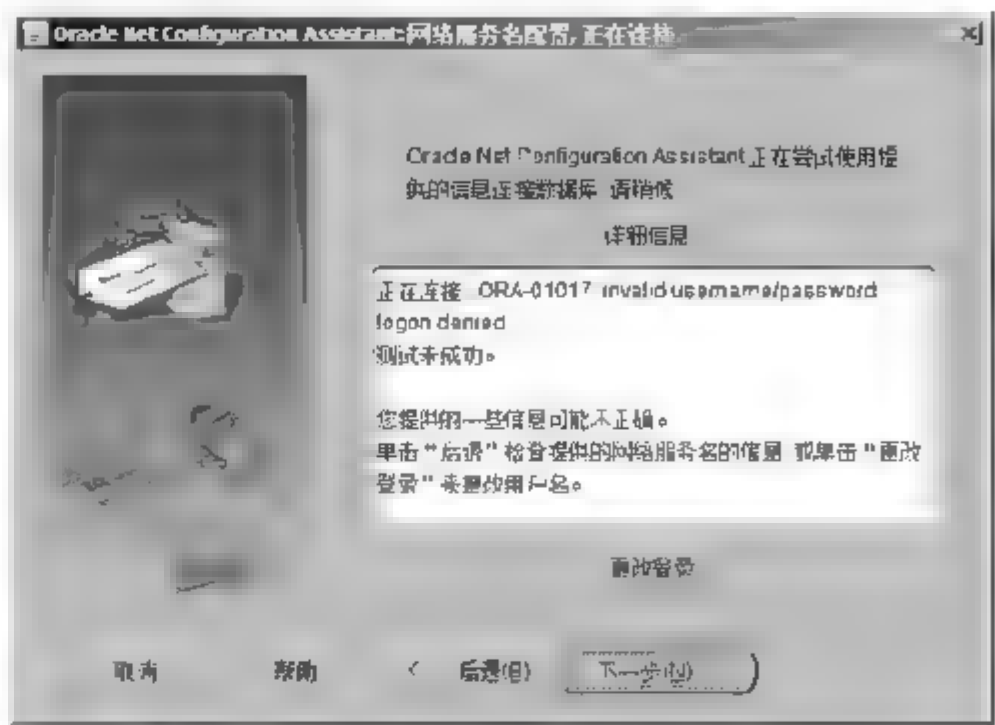 Oracle Net Configuration Assistant:网络服务名配置,正在连接
Oracle Net Configuration Assistant 正在尝试使用提
供的信息连接数据库 请稍候
详细信息
正在连接 ORA-01017 invalid username/password
logon denied
测试未成功。
您提供的一些信息可能不正确。
单击“后退”检查提供的网络服务名的信息 或单击“更改
登录”来更改用户名。
更改登录
取消
帮助
< 后退(B)
下一步(N)